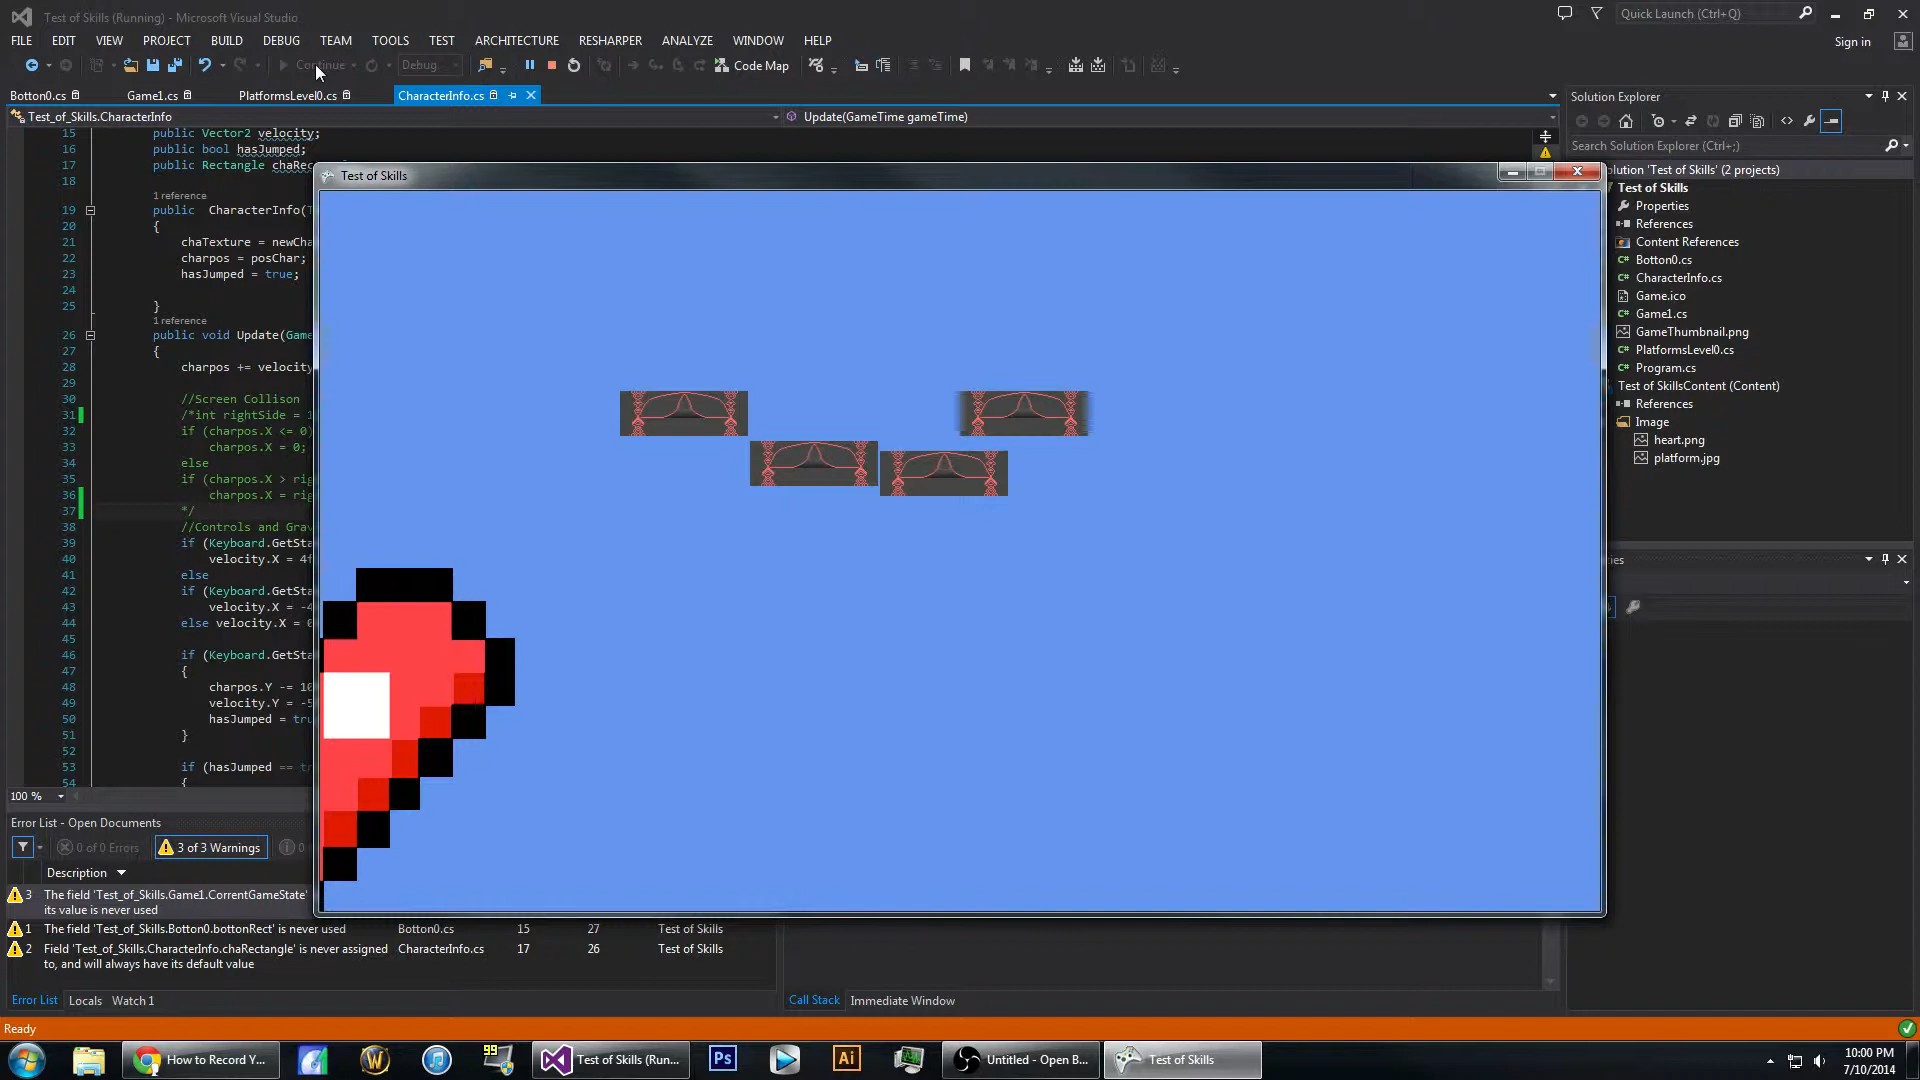 Test of Skills (Running) - Microsoft Visual Studio
Quick Launch (Ctrl+Q)
FILE EDIT VIEW PROJECT BUILD DEBUG TEAM TOOLS TEST ARCHITECTURE RESHARPER ANALYZE WINDOW HELP
Sign in
Continue Debug Code Map
Botton0.cs Game1.cs PlatformsLevel0.cs CharacterInfo.cs
Test_of_Skills.CharacterInfo Update(GameTime gameTime)
15 public Vector2 velocity;
16 public bool hasJumped;
17 public Rectangle chaRec
18
1 reference
19 public CharacterInfo(
20 {
21 chaTexture = newCha
22 charpos = posChar;
23 hasJumped = true;
24
25 }
1 reference
26 public void Update(Game
27 {
28 charpos += velocity
29
30 //Screen Collison
31 /*int rightSide = 1
32 if (charpos.X <= 0)
33 charpos.X = 0;
34 else
35 if (charpos.X > rig
36 charpos.X = rig
37 */
38 //Controls and Grav
39 if (Keyboard.GetSta
40 velocity.X = 4f
41 else
42 if (Keyboard.GetSta
43 velocity.X = -4
44 else velocity.X = 0
45
46 if (Keyboard.GetSta
47 {
48 charpos.Y -= 10
49 velocity.Y = -5
50 hasJumped = tru
51 }
52
53 if (hasJumped == tr
54 {
100 %
Test of Skills
Solution Explorer
Search Solution Explorer (Ctrl+;)
olution 'Test of Skills' (2 projects)
Test of Skills
Properties
References
Content References
Botton0.cs
CharacterInfo.cs
Game.ico
Game1.cs
GameThumbnail.png
PlatformsLevel0.cs
Program.cs
Test of SkillsContent (Content)
References
Image
heart.png
platform.jpg
ties
Error List - Open Documents
0 of 0 Errors 3 of 3 Warnings 0
Description
3 The field 'Test_of_Skills.Game1.CorrentGameState'
its value is never used
1 The field 'Test_of_Skills.Botton0.bottonRect' is never used Botton0.cs 15 27 Test of Skills
2 Field 'Test_of_Skills.CharacterInfo.chaRectangle' is never assigned CharacterInfo.cs 17 26 Test of Skills
to, and will always have its default value
Error List Locals Watch 1 Call Stack Immediate Window
Ready
How to Record Y... 99 Test of Skills (Run... Ps Ai Untitled - Open B... Test of Skills
10:00 PM
7/10/2014